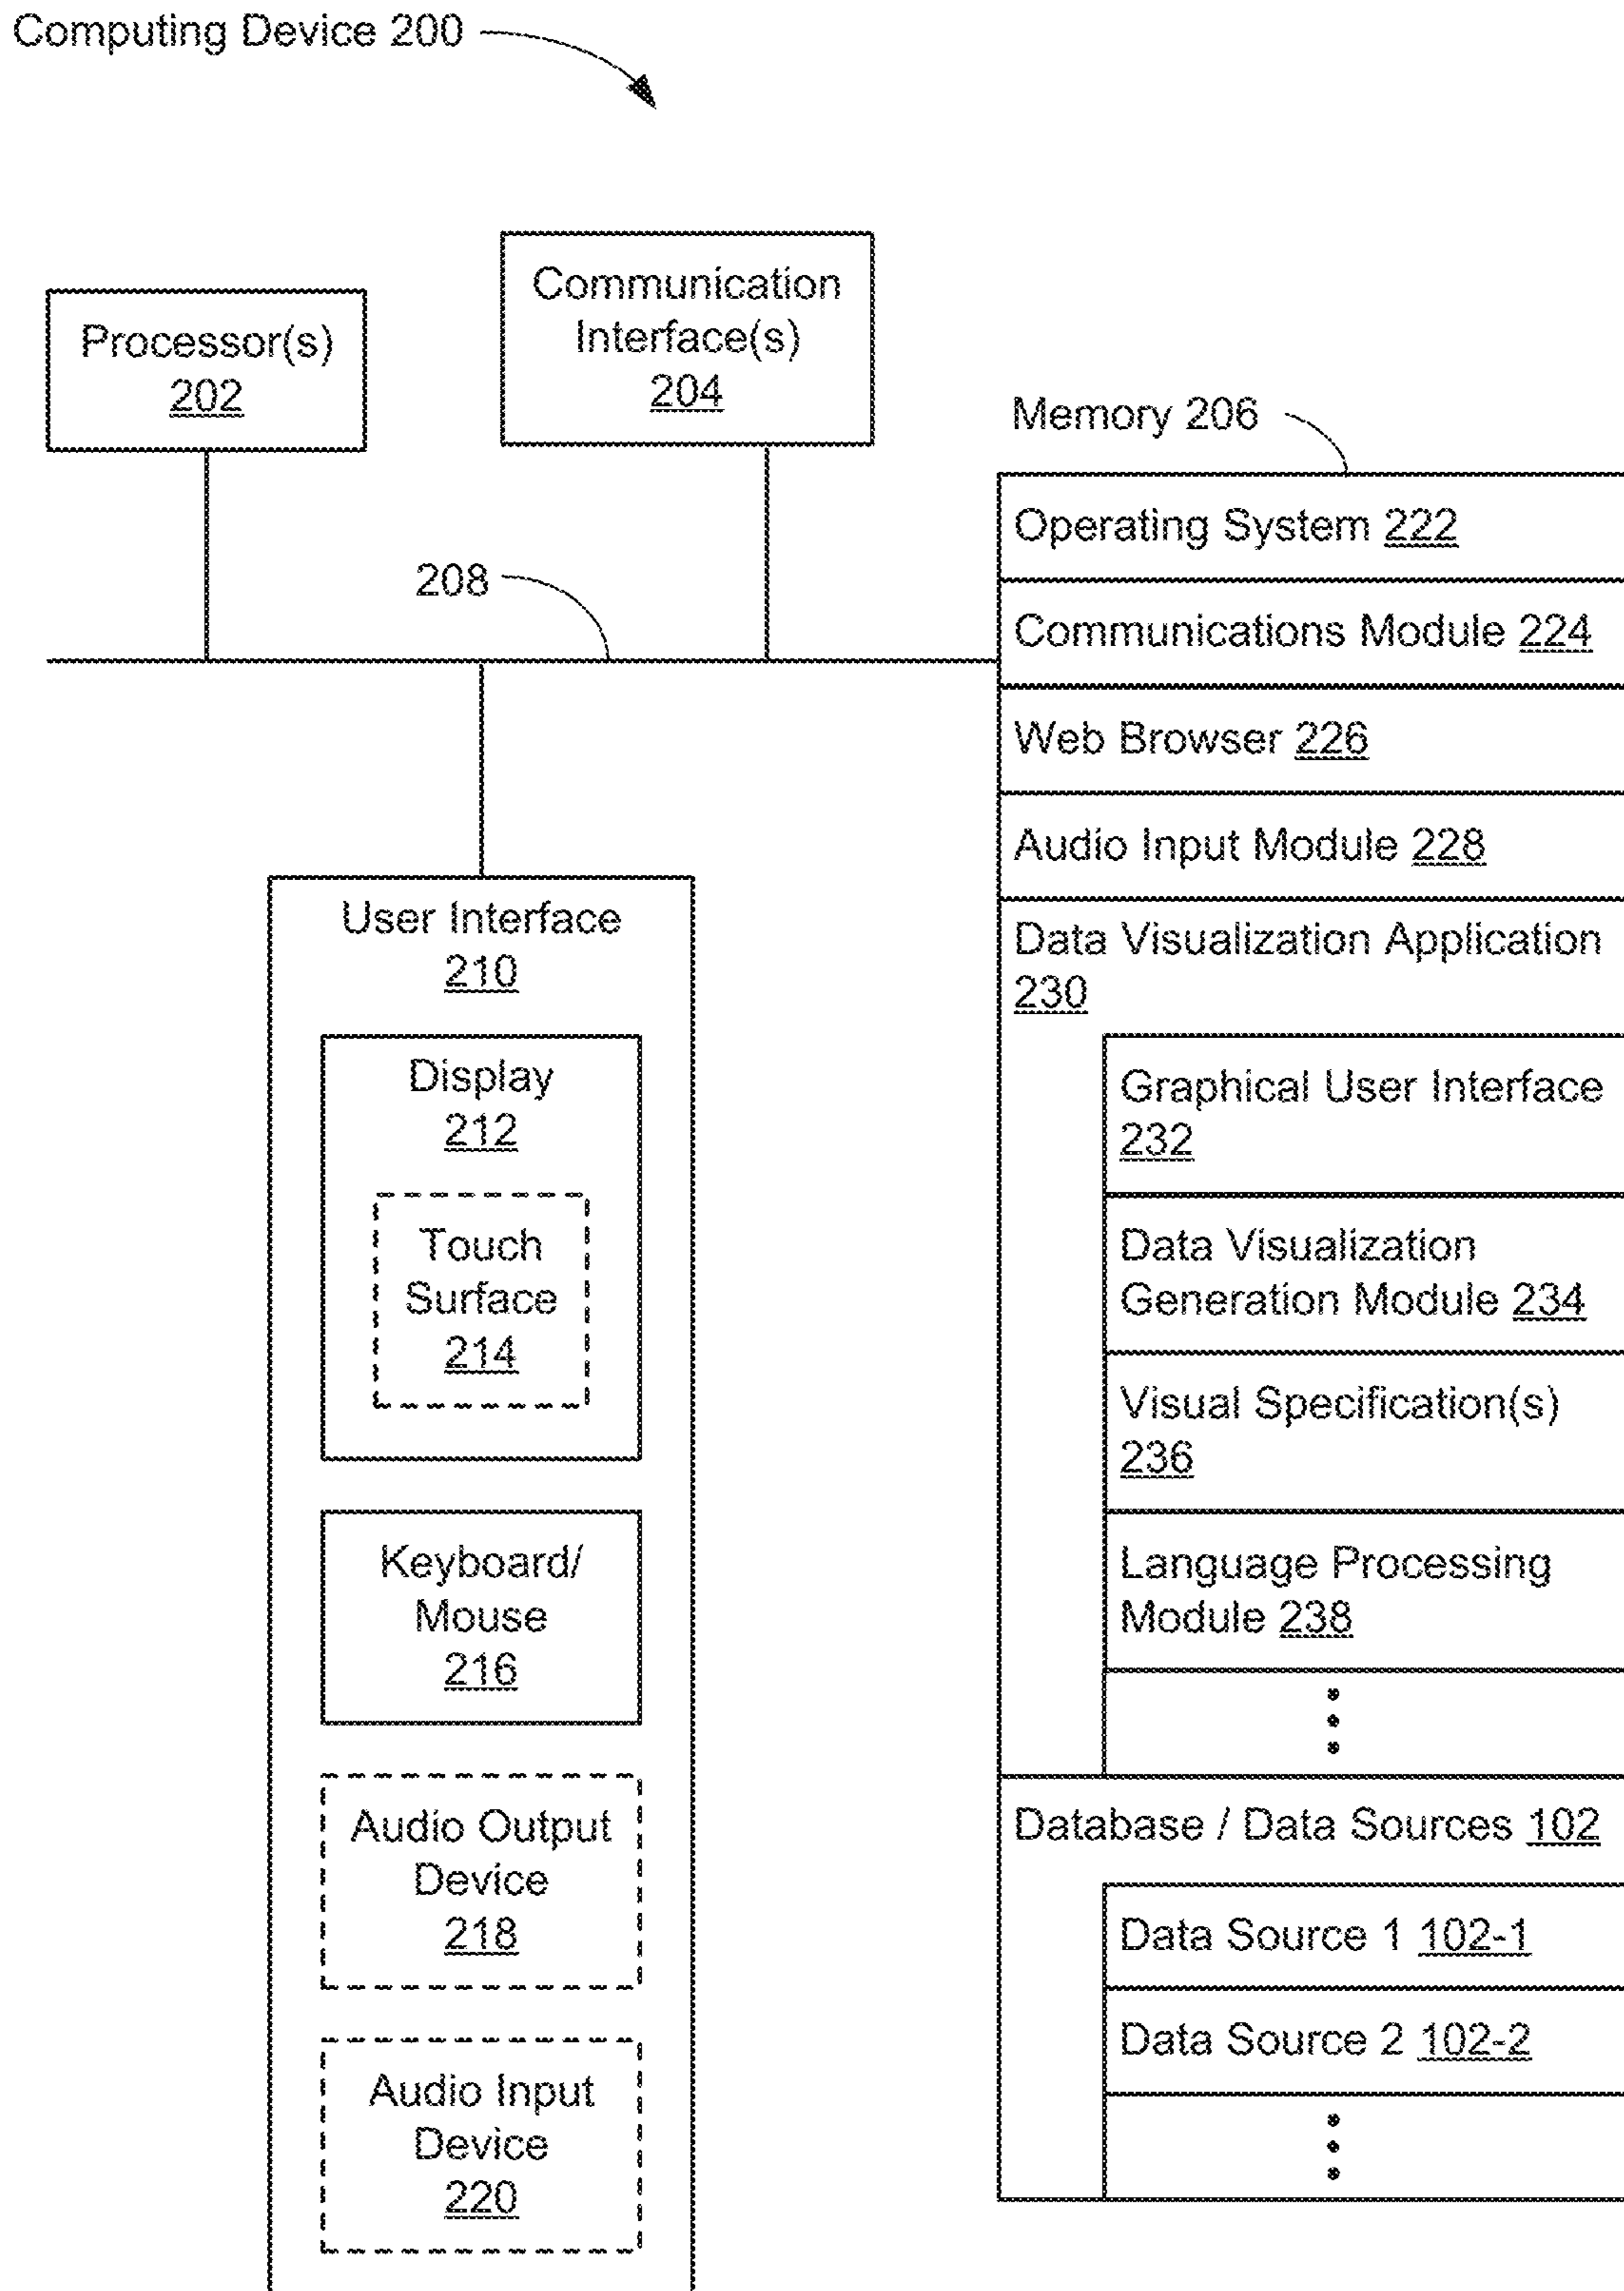 Computing Device 200
Processor(s)
202
Communication
Interface(s)
204
208
Memory 206
Operating System 222
Communications Module 224
Web Browser 226
Audio Input Module 228
Data Visualization Application
230
Graphical User Interface
232
Data Visualization
Generation Module 234
Visual Specification(s)
236
Language Processing
Module 238
Database / Data Sources 102
Data Source 1 102-1
Data Source 2 102-2
User Interface
210
Display
212
Touch
Surface
214
Keyboard/
Mouse
216
Audio Output
Device
218
Audio Input
Device
220